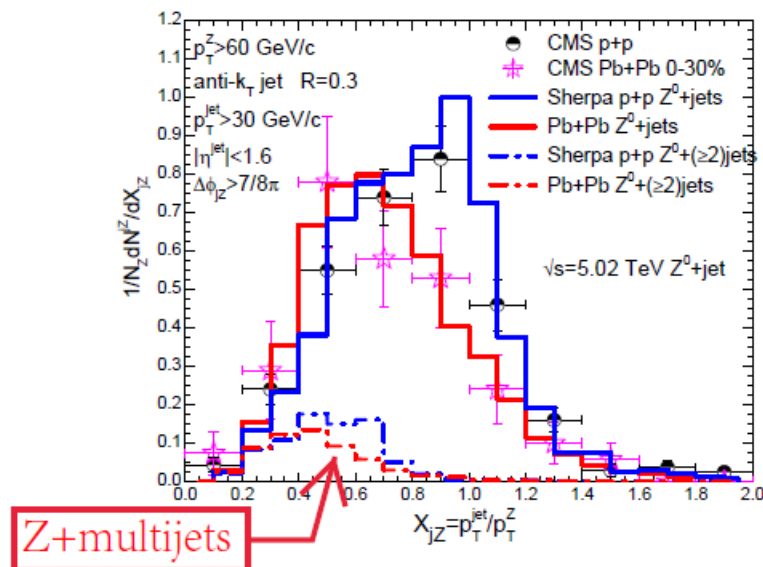 1.2
1.1
1.0
0.9
0.8
0.7
0.6
0.5
0.4
0.3
0.2
0.1
0.0
1/N_Z dN^jZ/dX_jZ
p_T^Z>60 GeV/c
anti-k_T jet R=0.3
p_T^jet>30 GeV/c
|η^jet|<1.6
Δϕ_jZ>7/8π
CMS p+p
CMS Pb+Pb 0-30%
Sherpa p+p Z^0+jets
Pb+Pb Z^0+jets
Sherpa p+p Z^0+(≥2)jets
Pb+Pb Z^0+(≥2)jets
√s=5.02 TeV Z^0+jet
0.0 0.2 0.4 0.6 0.8 1.0 1.2 1.4 1.6 1.8 2.0
X_jZ=p_T^jet/p_T^Z
Z+multijets